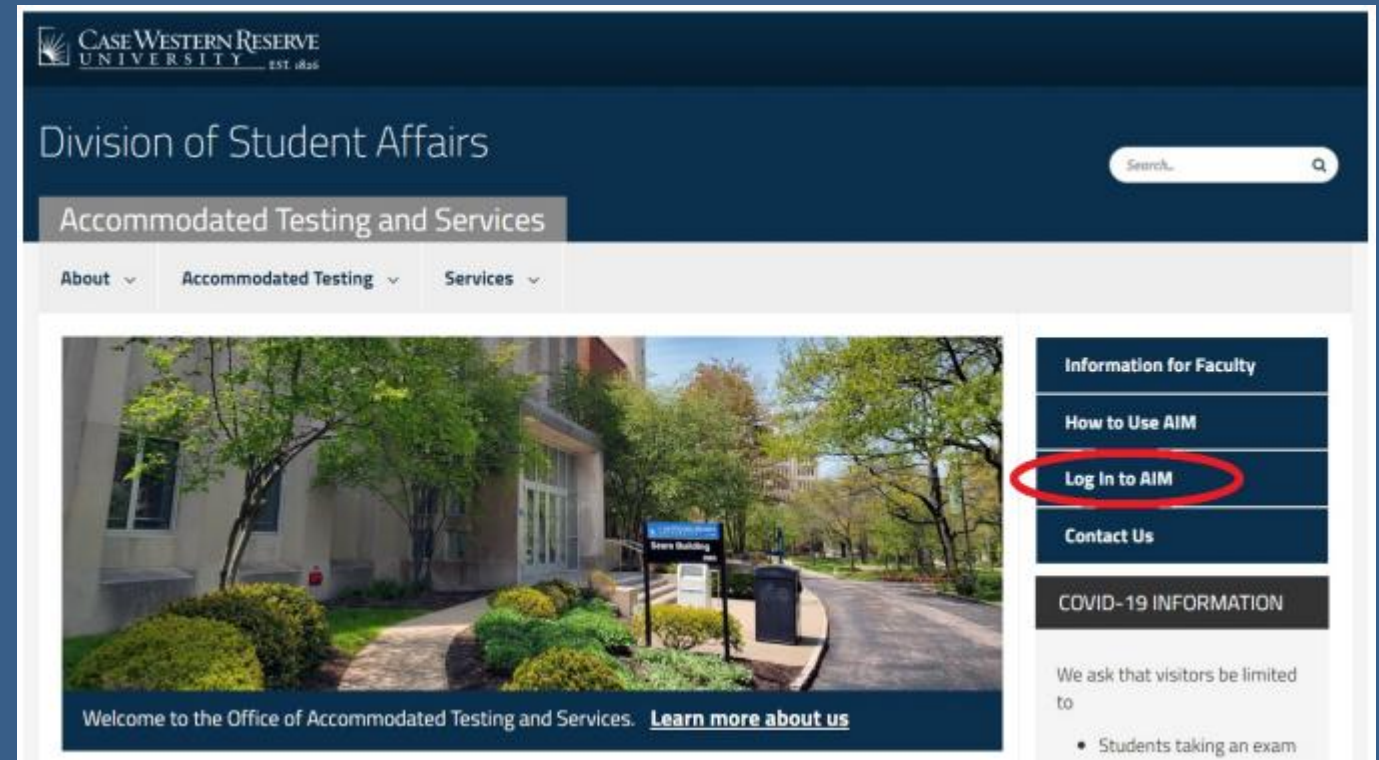 CASE WESTERN RESERVE
UNIVERSITY EST. 1826
Division of Student Affairs
Search..
Accommodated Testing and Services
About
Accommodated Testing
Services
Information for Faculty
How to Use AIM
Log In to AIM
Contact Us
Sears Building
COVID-19 INFORMATION
We ask that visitors be limited
to
• Students taking an exam
Welcome to the Office of Accommodated Testing and Services. Learn more about us